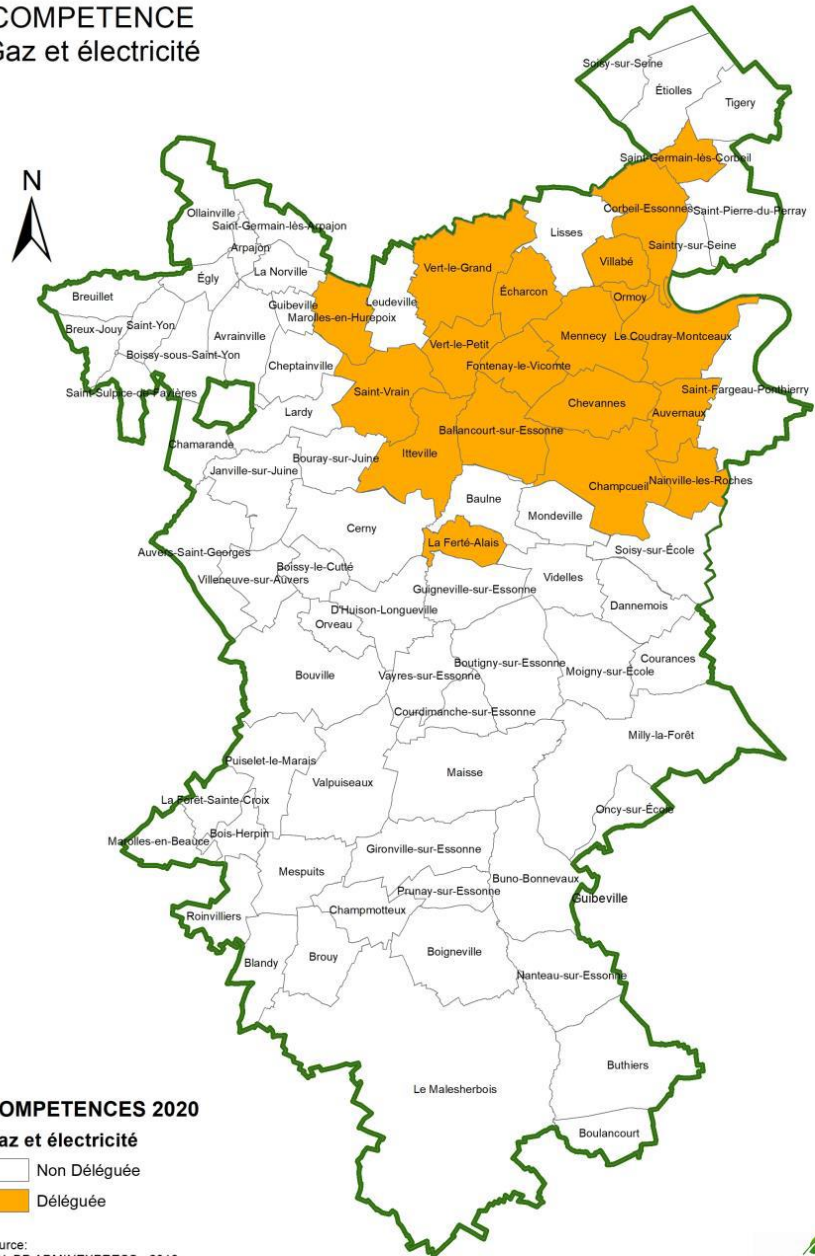 COMPETENCE
Gaz et électricité
Soisy-sur-Seine
Étiolles
Tigery
Saint-Germain-lès-Corbeil
N
Corbeil-Essonnes
Saint-Pierre-du-Perray
Ollainville
Saint-Germain-lès-Arpajon
Lisses
Arpajon
Saintry-sur-Seine
Villabé
La Norville
Vert-le-Grand
Égly
Écharcon
Breuillet
Ormoy
Guibeville
Leudeville
Marolles-en-Hurepoix
Breux-Jouy
Saint-Yon
Avrainville
Mennecy
Le Coudray-Montceaux
Vert-le-Petit
Boissy-sous-Saint-Yon
Cheptainville
Fontenay-le-Vicomte
Saint-Sulpice-de-Favières
Saint-Vrain
Saint-Fargeau-Ponthierry
Chevannes
Lardy
Auvernaux
Ballancourt-sur-Essonne
Chamarande
Itteville
Bouray-sur-Juine
Janville-sur-Juine
Nainville-les-Roches
Champcueil
Baulne
Mondeville
Cerny
La Ferté-Alais
Auvers-Saint-Georges
Soisy-sur-École
Boissy-le-Cutté
Villeneuve-sur-Auvers
Videlles
Guigneville-sur-Essonne
Dannemois
D'Huison-Longueville
Orveau
Courances
Boutigny-sur-Essonne
Moigny-sur-École
Bouville
Vayres-sur-Essonne
Courdimanche-sur-Essonne
Milly-la-Forêt
Puiselet-le-Marais
Maisse
Valpuiseaux
La Forêt-Sainte-Croix
Oncy-sur-École
Bois-Herpin
Marolles-en-Beauce
Gironville-sur-Essonne
Mespuits
Buno-Bonnevaux
Prunay-sur-Essonne
Guibeville
Champmotteux
Roinvilliers
Boigneville
Brouy
Blandy
Nanteau-sur-Essonne
Buthiers
Le Malesherbois
COMPETENCES 2020
Boulancourt
Gaz et électricité
Non Déléguée
Déléguée